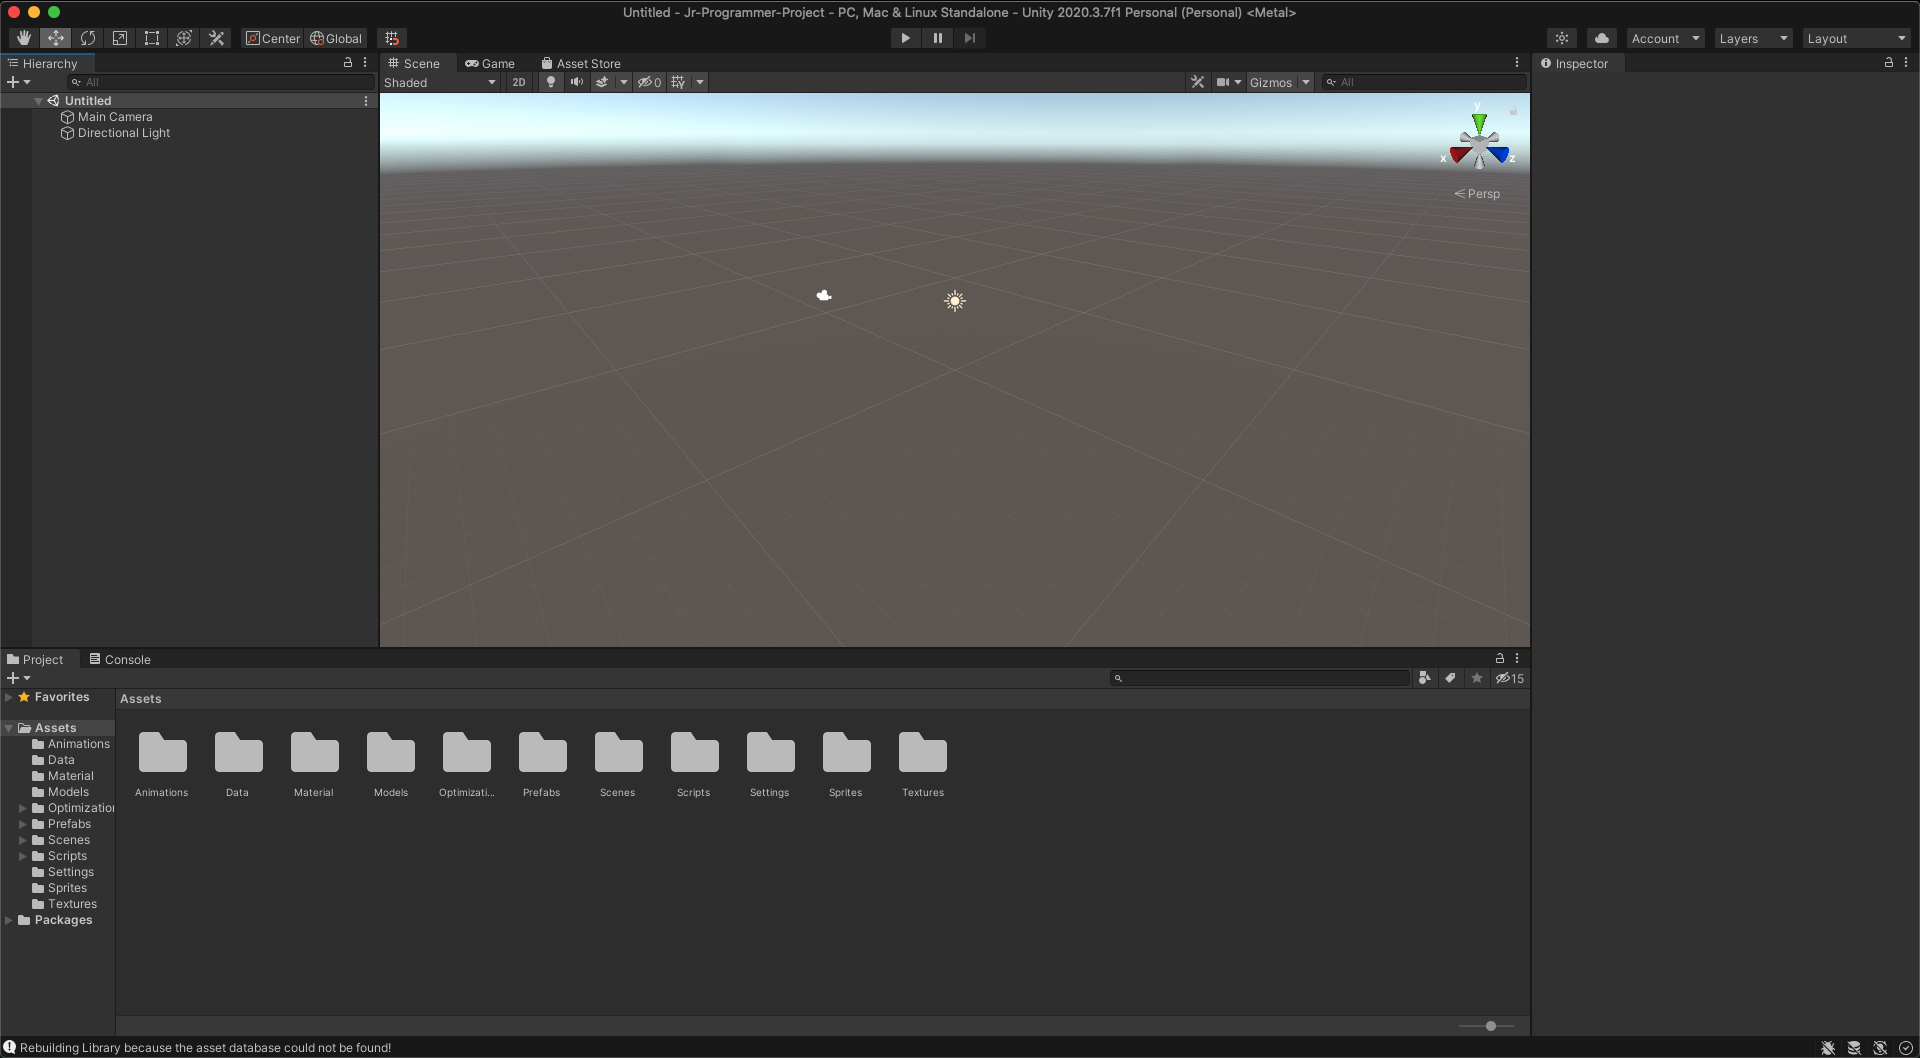 Untitled - Jr-Programmer-Project - PC, Mac & Linux Standalone - Unity 2020.3.7f1 Personal (Personal) <Metal>
Center Global Account Layers Layout
Hierarchy
All
Untitled
Main Camera
Directional Light
Scene Game Asset Store
Shaded 2D 0 Gizmos All
y
x z
Persp
Inspector
Project Console
15
Favorites
Assets
Animations
Data
Material
Models
Optimization
Prefabs
Scenes
Scripts
Settings
Sprites
Textures
Packages
Assets
Animations Data Material Models Optimizati... Prefabs Scenes Scripts Settings Sprites Textures
Rebuilding Library because the asset database could not be found!